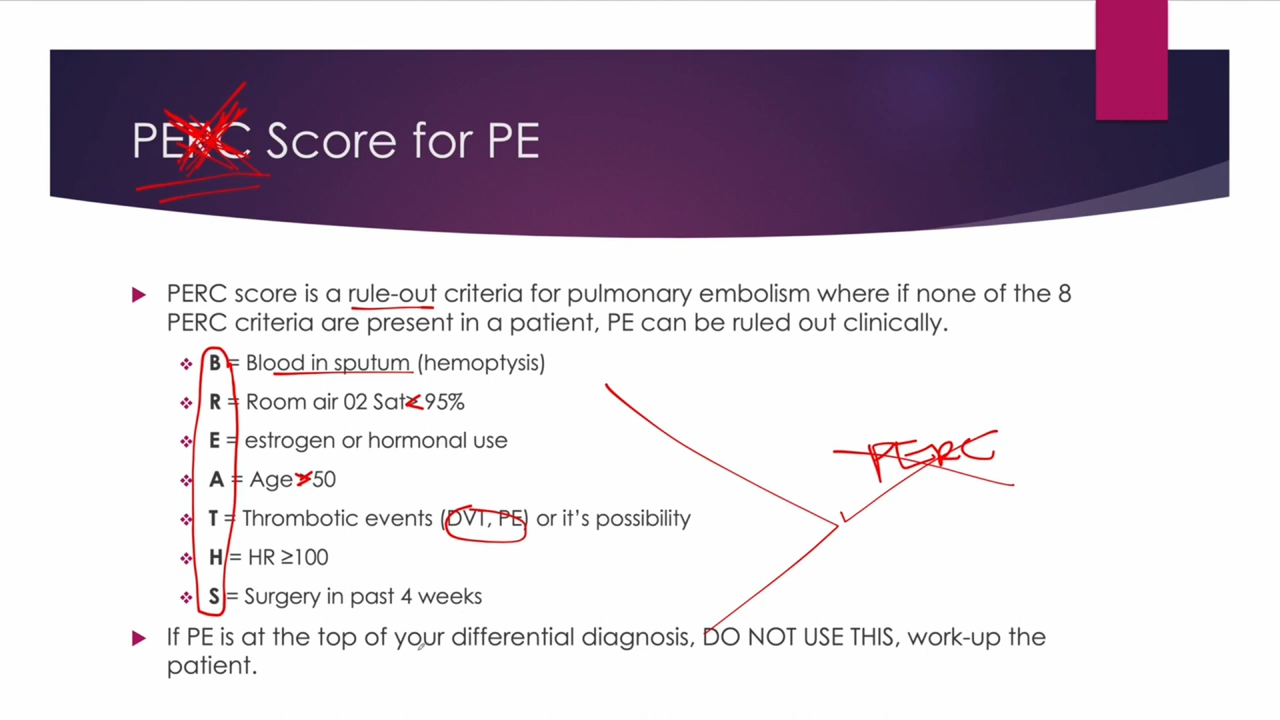 PERC Score for PE
PERC score is a rule-out criteria for pulmonary embolism where if none of the 8
PERC criteria are present in a patient, PE can be ruled out clinically.
B = Blood in sputum (hemoptysis)
R = Room air 02 Sat < 95%
E = estrogen or hormonal use
A = Age > 50
T = Thrombotic events (DVT, PE) or it's possibility
H = HR ≥100
S = Surgery in past 4 weeks
PERC
If PE is at the top of your differential diagnosis, DO NOT USE THIS, work-up the
patient.